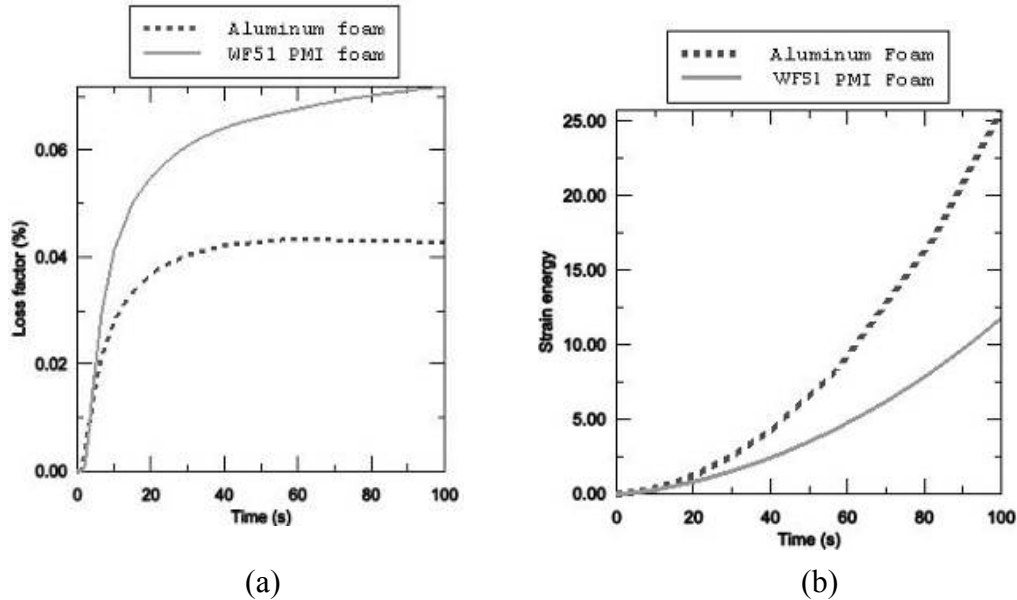 Aluminum foam
WF51 PMI foam
0.06
0.04
0.02
0.00
Loss factor (%)
0 20 40 60 80 100
Time (s)
(a)
Aluminum Foam
WF51 PMI Foam
25.00
20.00
15.00
10.00
5.00
0.00
Strain energy
0 20 40 60 80 100
Time (s)
(b)